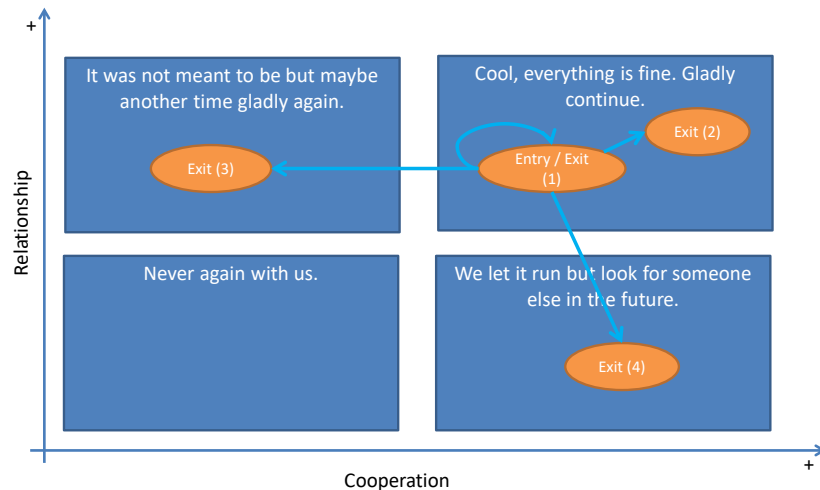 +
It was not meant to be but maybe
another time gladly again.
Cool, everything is fine. Gladly
continue.
Exit (2)
Entry / Exit
(1)
Exit (3)
Relationship
Never again with us.
We let it run but look for someone
else in the future.
Exit (4)
+
Cooperation